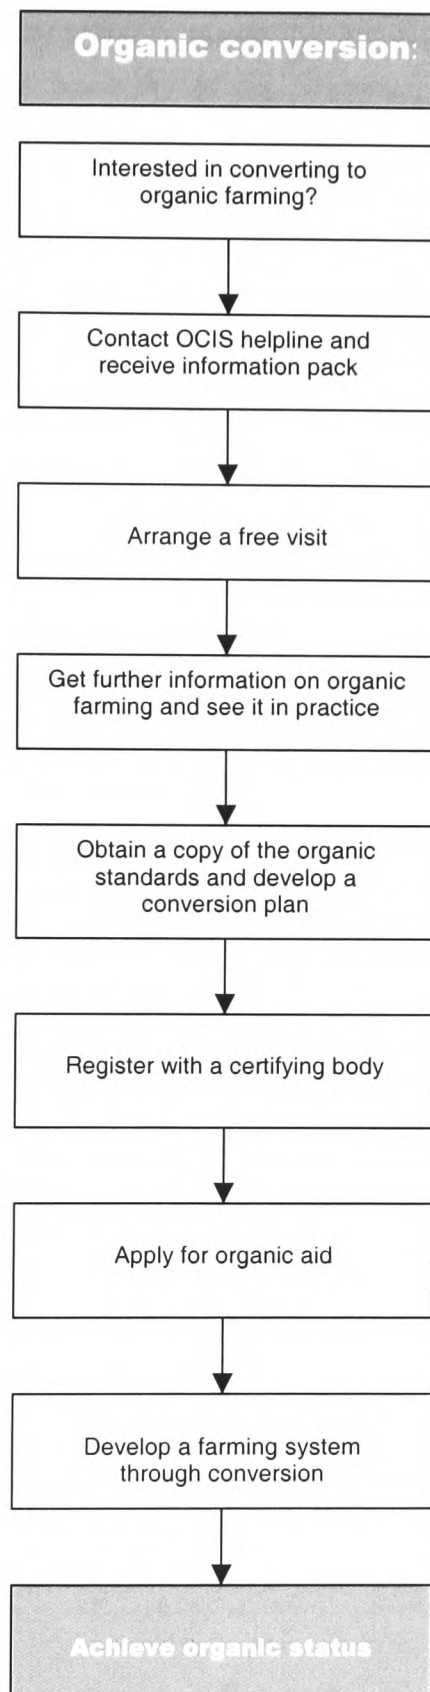 Organic conversion:
Interested in converting to
organic farming?
Contact OCIS helpline and
receive information pack
Arrange a free visit
Get further information on organic
farming and see it in practice
Obtain a copy of the organic
standards and develop a
conversion plan
Register with a certifying body
Apply for organic aid
Develop a farming system
through conversion
Achieve organic status